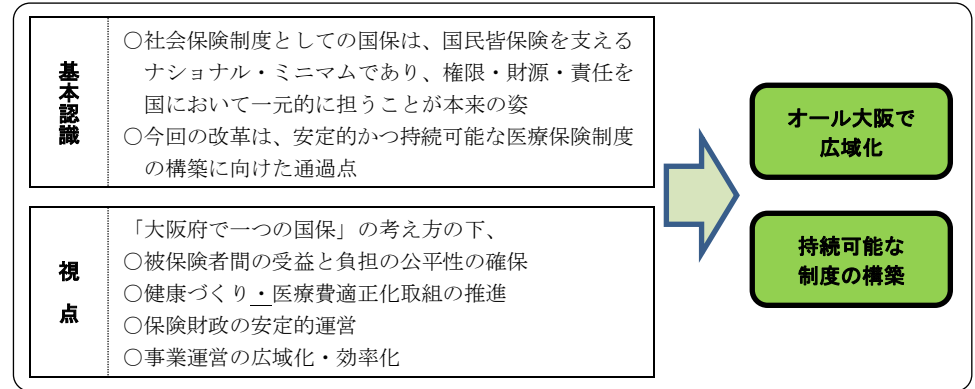 基本認識
○社会保険制度としての国保は、国民皆保険を支える
ナショナル・ミニマムであり、権限・財源・責任を
国において一元的に担うことが本来の姿
○今回の改革は、安定的かつ持続可能な医療保険制度
の構築に向けた通過点
視点
「大阪府で一つの国保」の考え方の下、
○被保険者間の受益と負担の公平性の確保
○健康づくり・医療費適正化取組の推進
○保険財政の安定的運営
○事業運営の広域化・効率化
オール大阪で
広域化
持続可能な
制度の構築